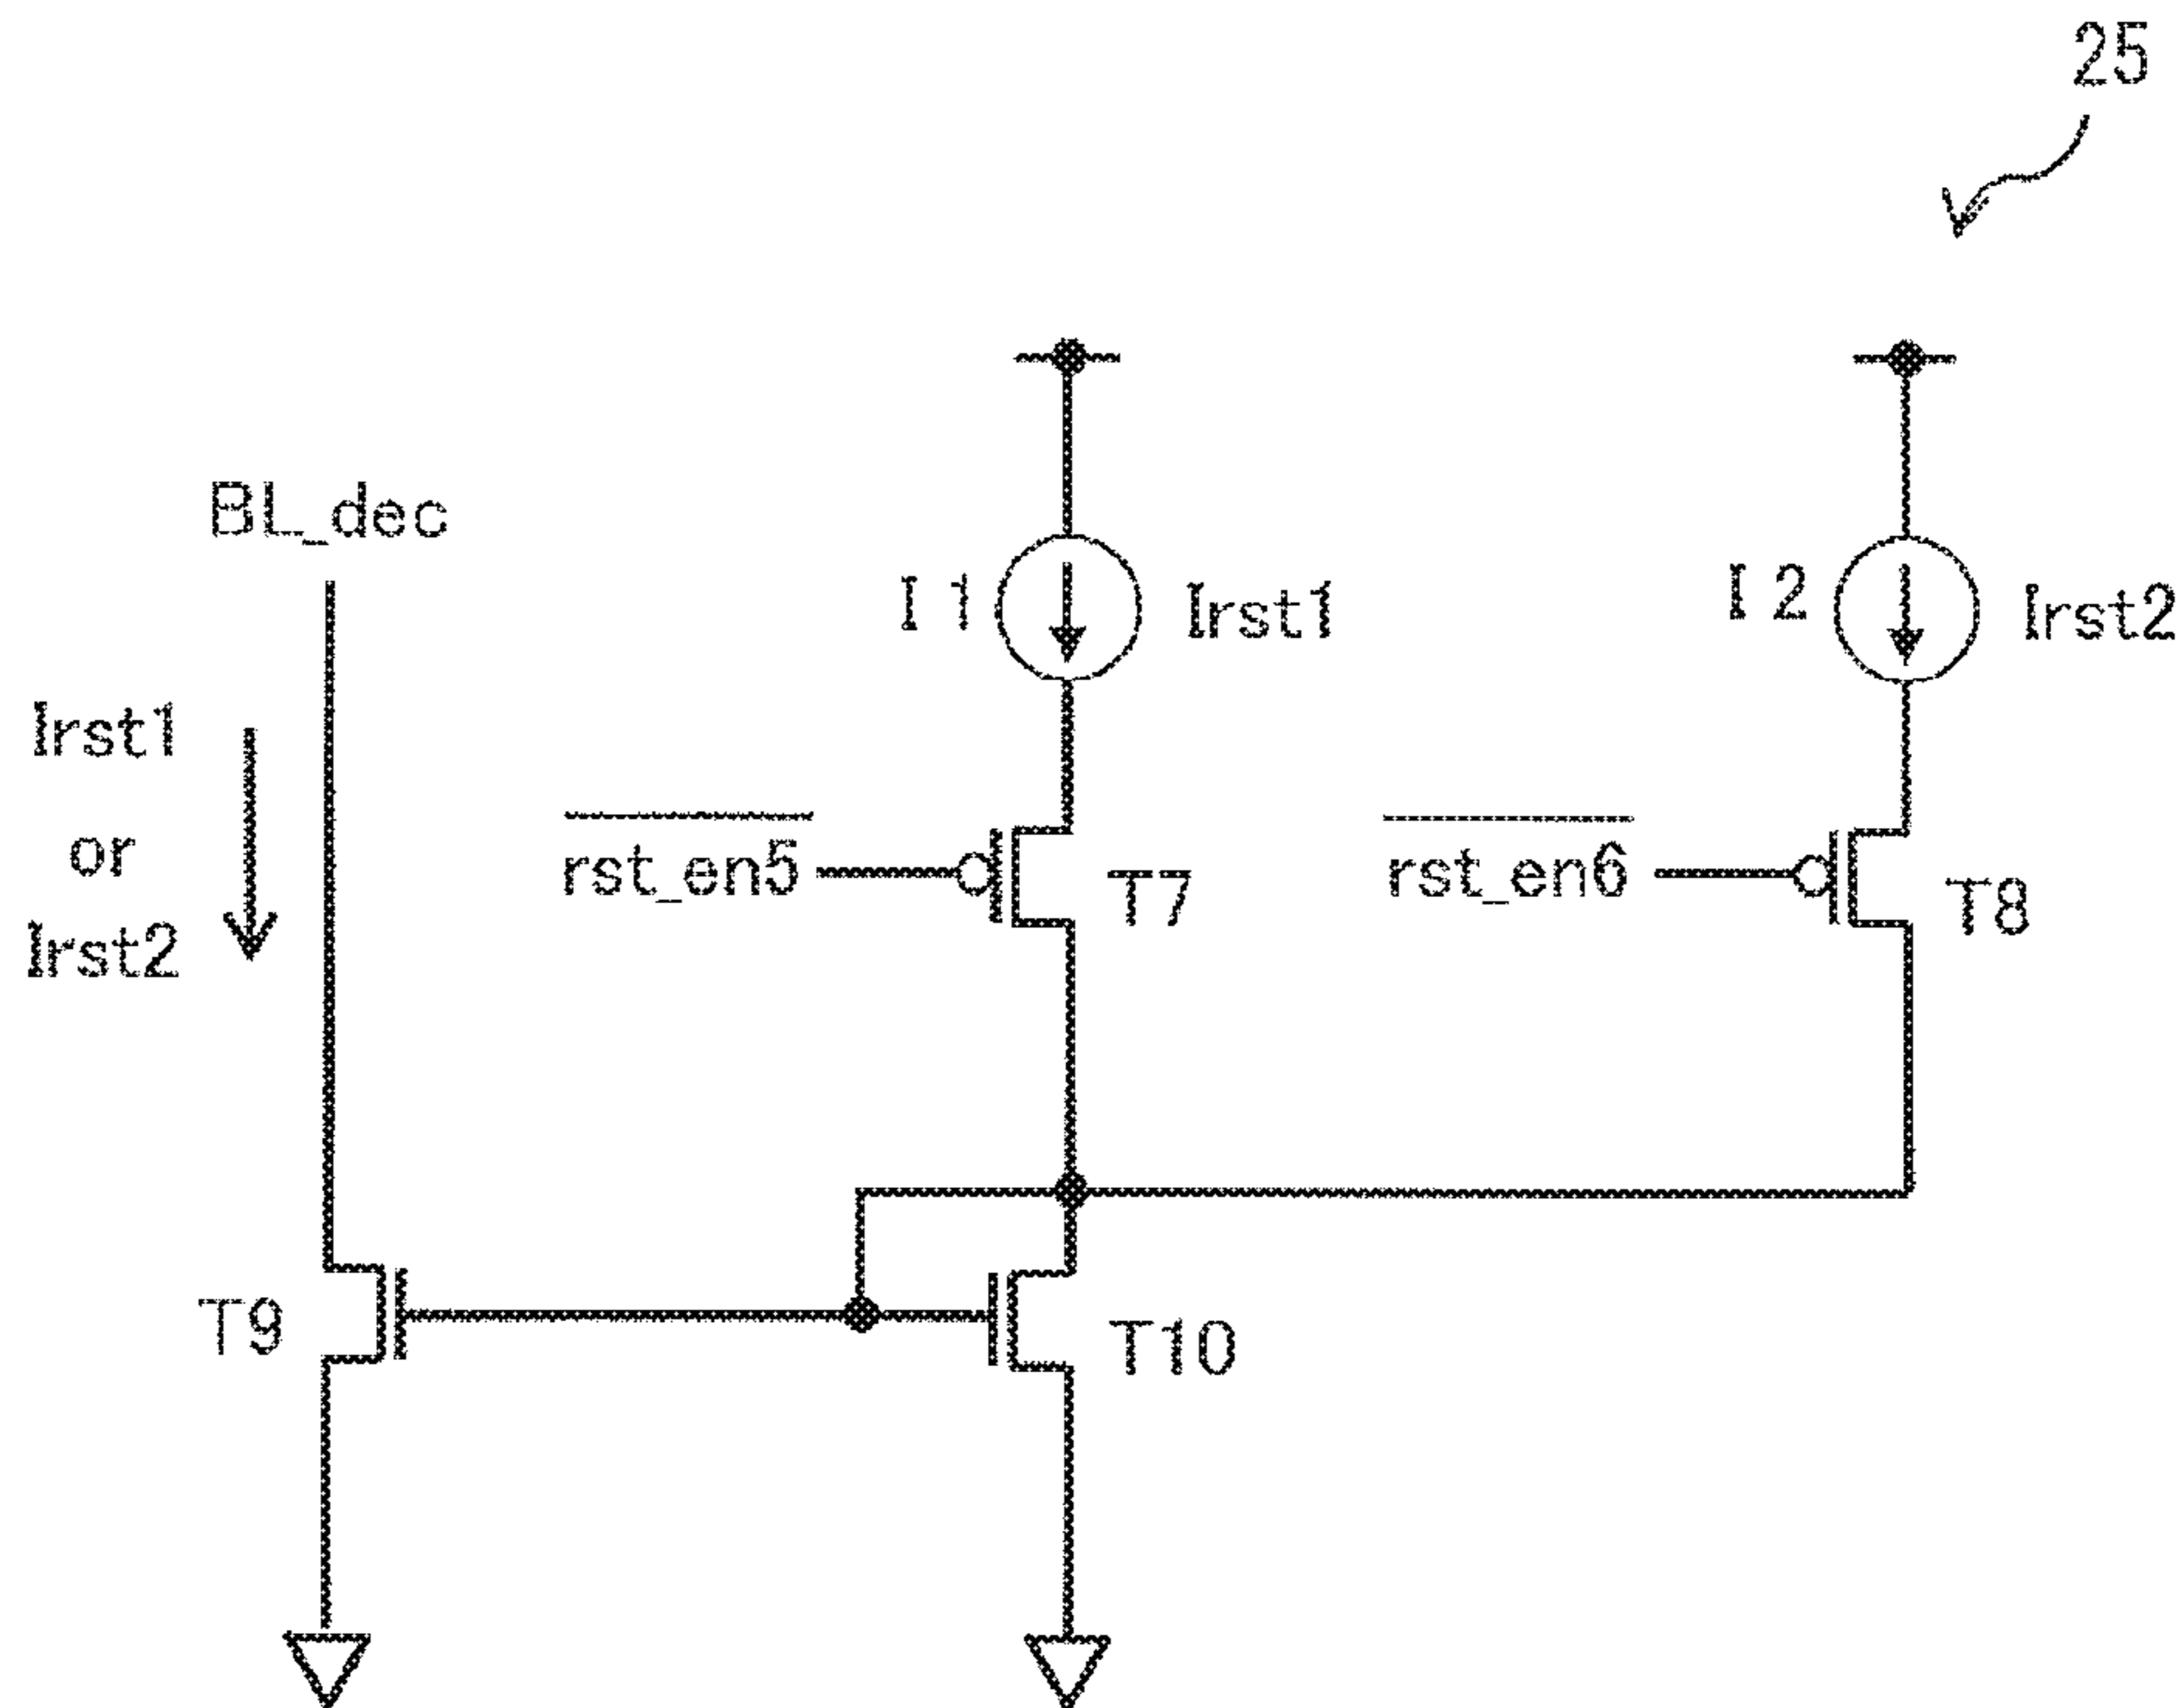 25
BL_dec
I1
Irst1
I2
Irst2
Irst1
or
Irst2
rst_en5
T7
rst_en6
T8
T9
T10